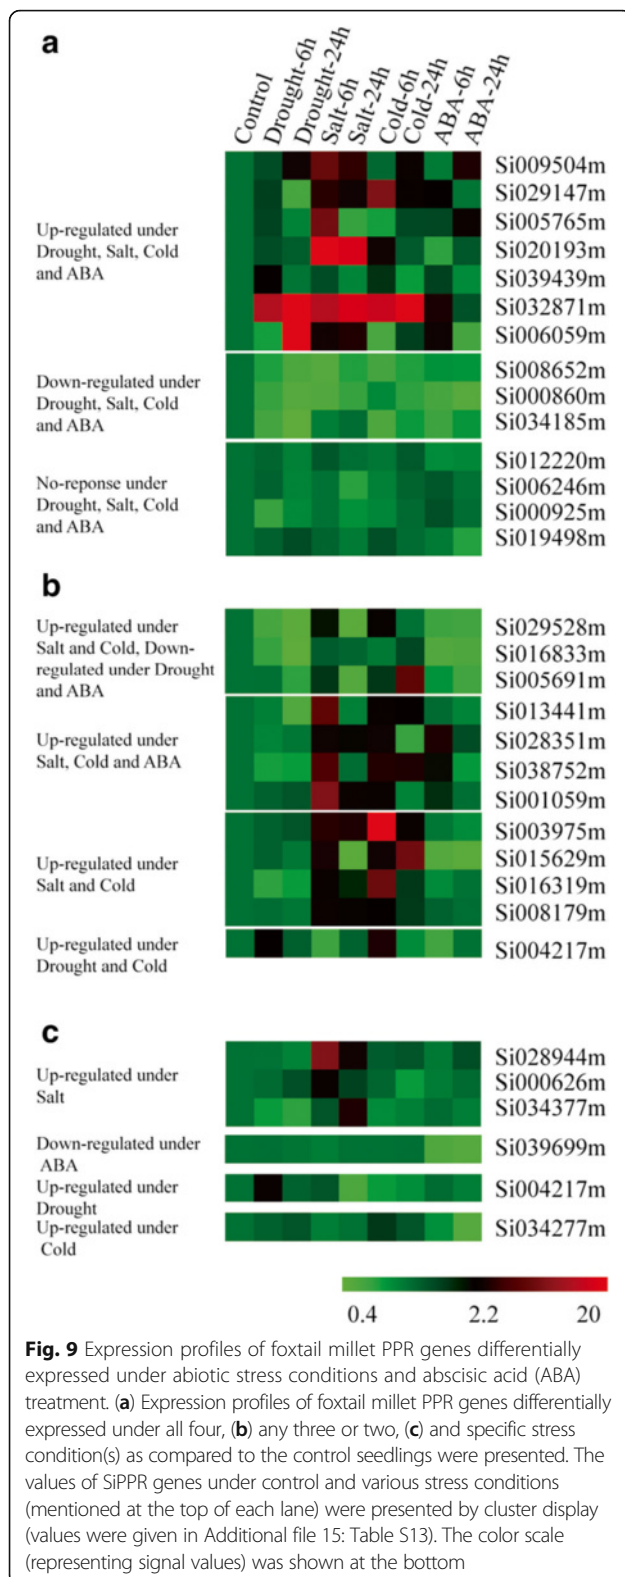 a
Control
Drought-6h
Drought-24h
Salt-6h
Salt-24h
Cold-6h
Cold-24h
ABA-6h
ABA-24h
Up-regulated under
Drought, Salt, Cold
and ABA
Si009504m
Si029147m
Si005765m
Si020193m
Si039439m
Si032871m
Si006059m
Down-regulated under
Drought, Salt, Cold
and ABA
Si008652m
Si000860m
Si034185m
No-reponse under
Drought, Salt, Cold
and ABA
Si012220m
Si006246m
Si000925m
Si019498m
b
Up-regulated under
Salt and Cold, Down-
regulated under Drought
and ABA
Si029528m
Si016833m
Si005691m
Up-regulated under
Salt, Cold and ABA
Si013441m
Si028351m
Si038752m
Si001059m
Up-regulated under
Salt and Cold
Si003975m
Si015629m
Si016319m
Si008179m
Up-regulated under
Drought and Cold
Si004217m
c
Up-regulated under
Salt
Si028944m
Si000626m
Si034377m
Down-regulated under
ABA
Si039699m
Up-regulated under
Drought
Si004217m
Up-regulated under
Cold
Si034277m
0.4 2.2 20
Fig. 9 Expression profiles of foxtail millet PPR genes differentially
expressed under abiotic stress conditions and abscisic acid (ABA)
treatment. (a) Expression profiles of foxtail millet PPR genes differentially
expressed under all four, (b) any three or two, (c) and specific stress
condition(s) as compared to the control seedlings were presented. The
values of SiPPR genes under control and various stress conditions
(mentioned at the top of each lane) were presented by cluster display
(values were given in Additional file 15: Table S13). The color scale
(representing signal values) was shown at the bottom